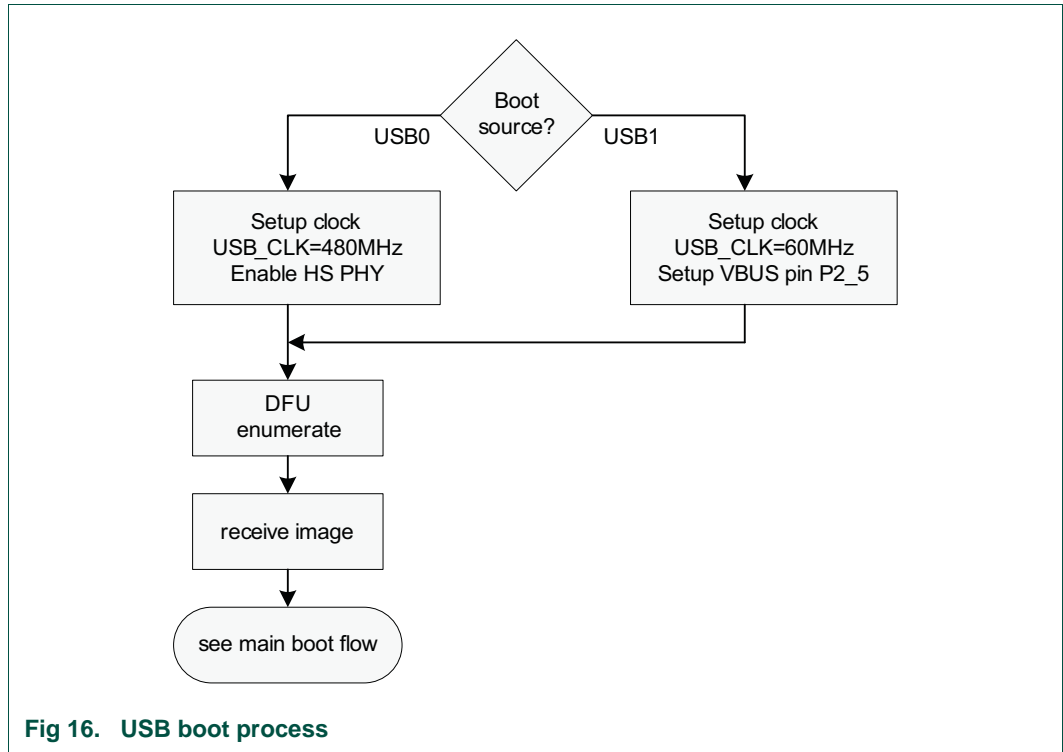 Boot
source?
USB0
USB1
Setup clock
USB_CLK=480MHz
Enable HS PHY
Setup clock
USB_CLK=60MHz
Setup VBUS pin P2_5
DFU
enumerate
receive image
see main boot flow
Fig 16. USB boot process